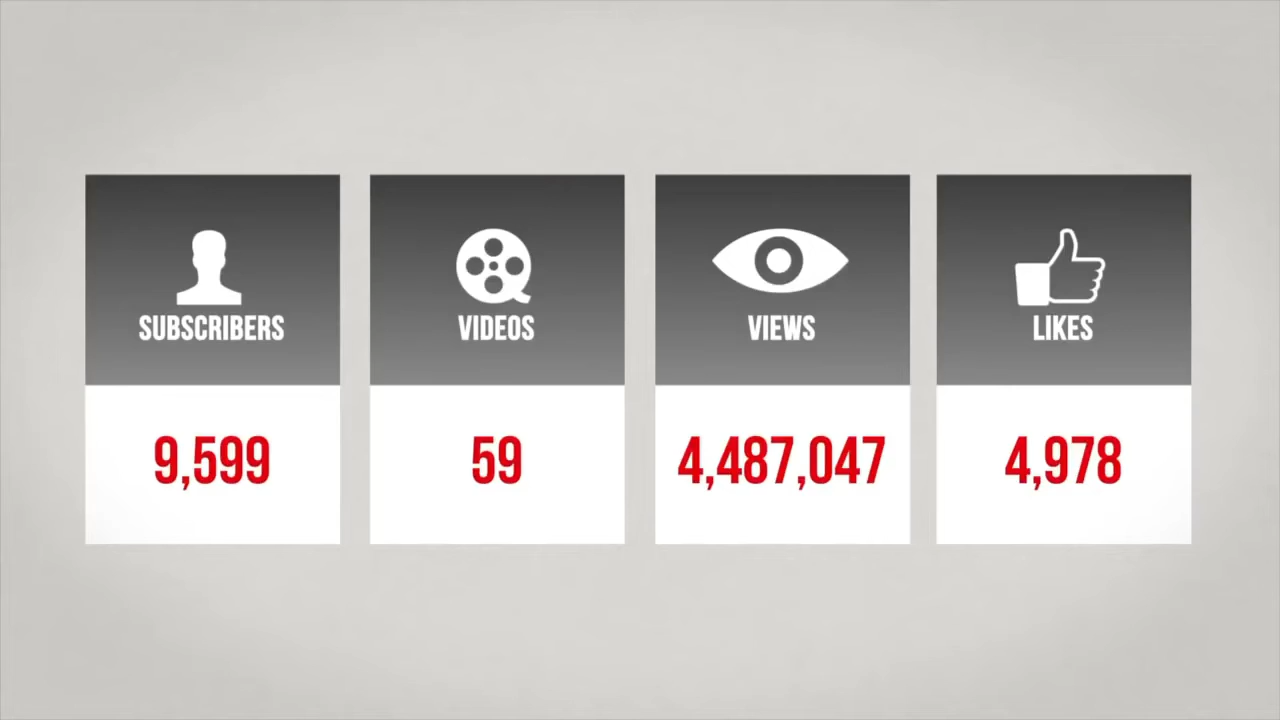 SUBSCRIBERS
9,599
VIDEOS
59
VIEWS
4,487,047
LIKES
4,978